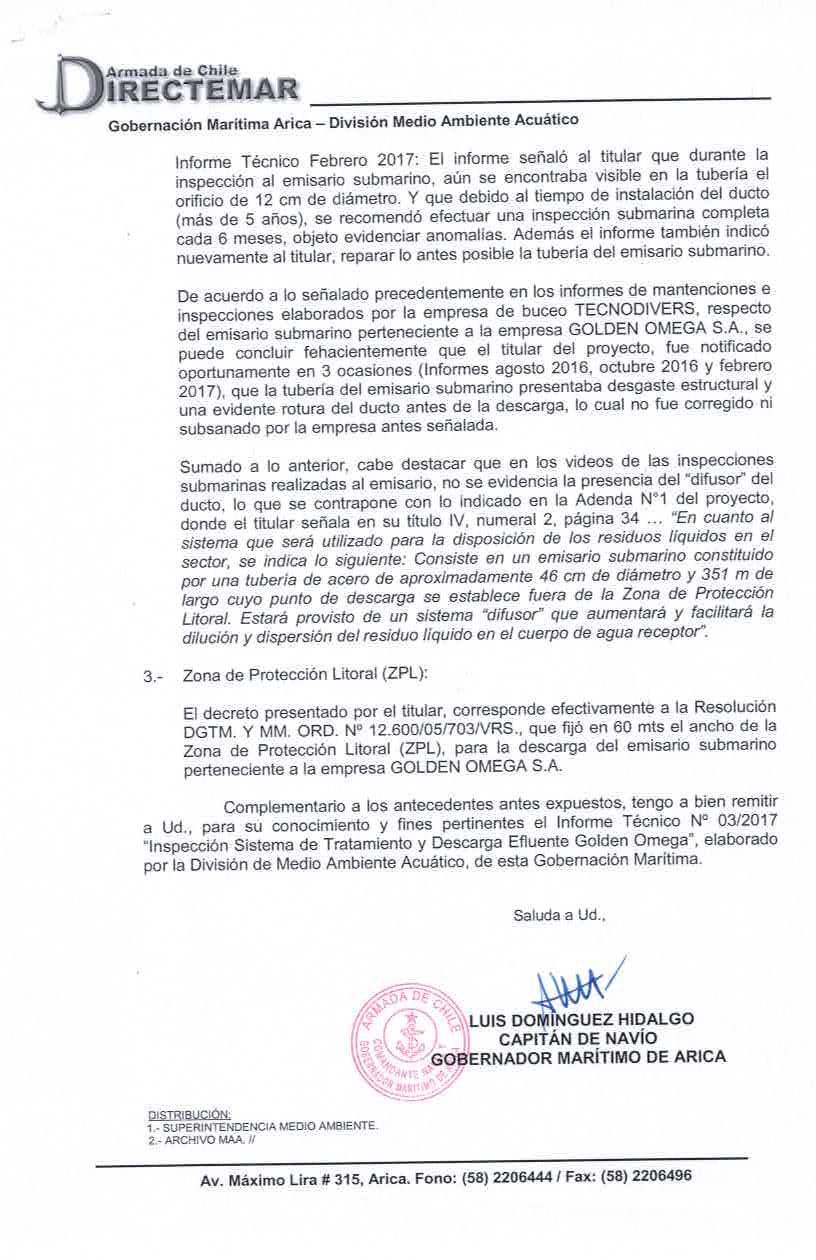 Armada de Chile
DIRECTEMAR
Gobernación Marítima Arica – División Medio Ambiente Acuático
Informe Técnico Febrero 2017: El informe señaló al titular que durante la
inspección al emisario submarino, aún se encontraba visible en la tubería el
orificio de 12 cm de diámetro. Y que debido al tiempo de instalación del ducto
(más de 5 años), se recomendó efectuar una inspección submarina completa
cada 6 meses, objeto evidenciar anomalías. Además el informe también indicó
nuevamente al titular, reparar lo antes posible la tubería del emisario submarino.
De acuerdo a lo señalado precedentemente en los informes de mantenciones e
inspecciones elaborados por la empresa de buceo TECNODIVERS, respecto
del emisario submarino perteneciente a la empresa GOLDEN OMEGA S.A., se
puede concluir fehacientemente que el titular del proyecto, fue notificado
oportunamente en 3 ocasiones (Informes agosto 2016, octubre 2016 y febrero
2017), que la tubería del emisario submarino presentaba desgaste estructural y
una evidente rotura del ducto antes de la descarga, lo cual no fue corregido ni
subsanado por la empresa antes señalada.
Sumado a lo anterior, cabe destacar que en los videos de las inspecciones
submarinas realizadas al emisario, no se evidencia la presencia del "difusor" del
ducto, lo que se contrapone con lo indicado en la Adenda N°1 del proyecto,
donde el titular señala en su título IV, numeral 2, página 34 … "En cuanto al
sistema que será utilizado para la disposición de los residuos líquidos en el
sector, se indica lo siguiente: Consiste en un emisario submarino constituido
por una tubería de acero de aproximadamente 46 cm de diámetro y 351 m de
largo cuyo punto de descarga se establece fuera de la Zona de Protección
Litoral. Estará provisto de un sistema "difusor" que aumentará y facilitará la
dilución y dispersión del residuo líquido en el cuerpo de agua receptor".
3.- Zona de Protección Litoral (ZPL):
El decreto presentado por el titular, corresponde efectivamente a la Resolución
DGTM. Y MM. ORD. Nº 12.600/05/703/VRS., que fijó en 60 mts el ancho de la
Zona de Protección Litoral (ZPL), para la descarga del emisario submarino
perteneciente a la empresa GOLDEN OMEGA S.A.
Complementario a los antecedentes antes expuestos, tengo a bien remitir
a Ud., para su conocimiento y fines pertinentes el Informe Técnico Nº 03/2017
"Inspección Sistema de Tratamiento y Descarga Efluente Golden Omega", elaborado
por la División de Medio Ambiente Acuático, de esta Gobernación Marítima.
Saluda a Ud.,
ARMADA DE CHILE
COMANDANTE
GOBERNADOR MARITIMO DE
LUIS DOMÍNGUEZ HIDALGO
CAPITÁN DE NAVÍO
GOBERNADOR MARÍTIMO DE ARICA
DISTRIBUCIÓN:
1.- SUPERINTENDENCIA MEDIO AMBIENTE.
2.- ARCHIVO MAA. //
Av. Máximo Lira # 315, Arica. Fono: (58) 2206444 / Fax: (58) 2206496